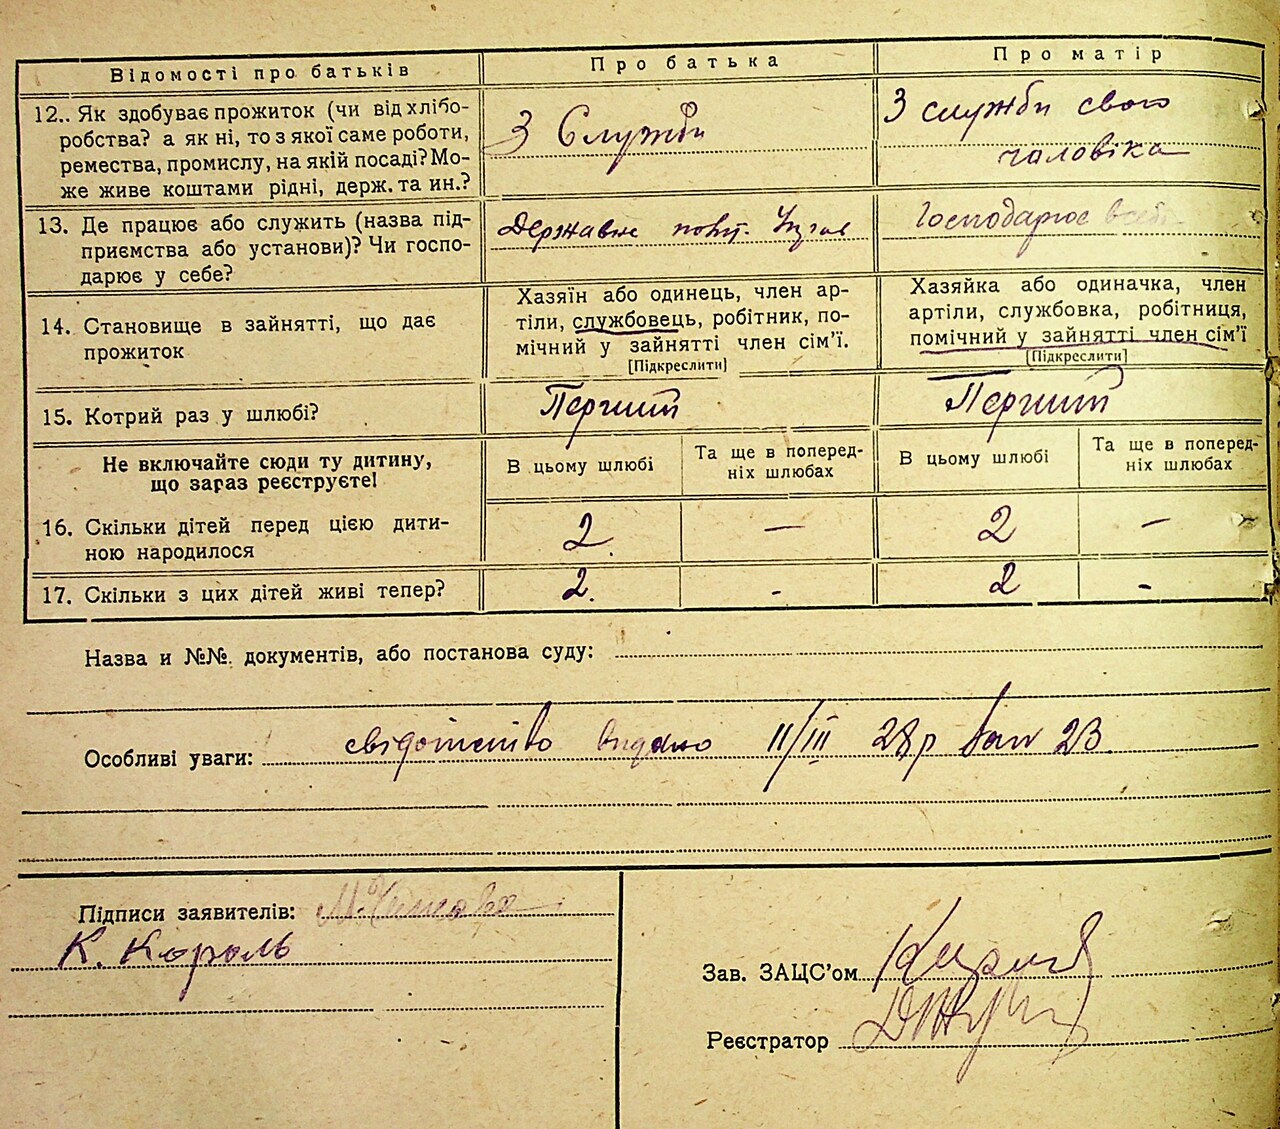 Відомості про батьків
Про батька
Про матір
12.. Як здобуває прожиток (чи від хлібо-
робства? а як ні, то з якої саме роботи,
ремества, промислу, на якій посаді? Мо-
же живе коштами рідні, держ. та ин.?
З Служби
З служби свого
чоловіка
13. Де працює або служить (назва під-
приємства або установи)? Чи госпо-
дарює у себе?
Державне
Господарює в себе
14. Становище в зайнятті, що дає
прожиток
Хазяїн або одинець, член ар-
тіли, службовець, робітник, по-
мічний у зайнятті член сім'ї.
[Підкреслити]
Хазяйка або одиначка, член
артіли, службовка, робітниця,
помічний у зайнятті член сім'ї
[Підкреслити]
15. Котрий раз у шлюбі?
Перший
Перший
Не включайте сюди ту дитину,
що зараз реєструєте!
В цьому шлюбі
Та ще в поперед-
ніх шлюбах
В цьому шлюбі
Та ще в поперед-
ніх шлюбах
16. Скільки дітей перед цією дити-
ною народилося
2
—
2
—
17. Скільки з цих дітей живі тепер?
2.
-
2
-
Назва и №№. документів, або постанова суду:
Особливі уваги: свідотство видано 11/III 28р 23.
Підписи заявителів:
К. Король
Зав. ЗАЦС'ом
Реєстратор